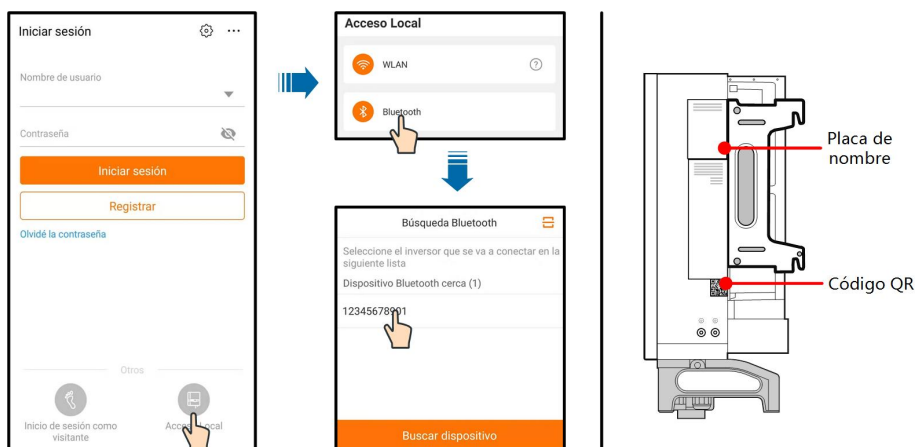 Iniciar sesión
Nombre de usuario
Contraseña
Iniciar sesión
Registrar
Olvidé la contraseña
Otros
Inicio de sesión como
visitante
Acceso Local
Acceso Local
WLAN
?
Bluetooth
Búsqueda Bluetooth
Seleccione el inversor que se va a conectar en la
siguiente lista
Dispositivo Bluetooth cerca (1)
12345678901
Buscar dispositivo
Placa de
nombre
Código QR